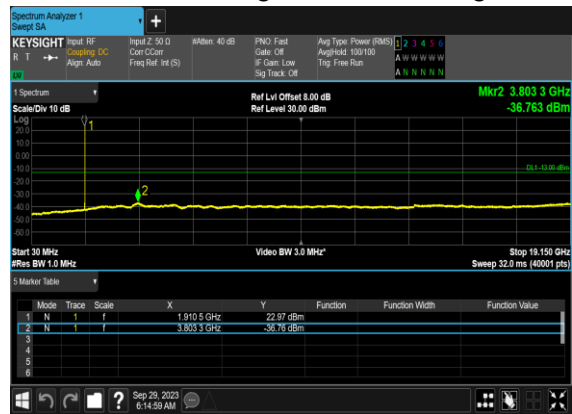 Spectrum Analyzer 1
Swept SA
+
KEYSIGHT Input: RF Input Z: 50 Ω #Atten: 40 dB PNO: Fast Avg Type: Power (RMS) 1 2 3 4 5 6
R T Coupling: DC Corr CCorr Gate: Off Avg|Hold: 100/100 A W W W W W
Align: Auto Freq Ref: Int (S) IF Gain: Low Trig: Free Run
LXI Sig Track: Off A N N N N N
1 Spectrum Ref Lvl Offset 8.00 dB Mkr2 3.803 3 GHz
Scale/Div 10 dB Ref Level 30.00 dBm -36.763 dBm
Log
20.0 1
10.0
0.00
-10.0 DL1 -13.00 dBm
-20.0
-30.0 2
-40.0
-50.0
-60.0
Start 30 MHz Video BW 3.0 MHz* Stop 19.150 GHz
#Res BW 1.0 MHz Sweep 32.0 ms (40001 pts)
5 Marker Table
Mode Trace Scale X Y Function Function Width Function Value
1 N 1 f 1.910 5 GHz 22.97 dBm
2 N 1 f 3.803 3 GHz -36.76 dBm
3
4
5
6
? Sep 29, 2023
6:14:59 AM